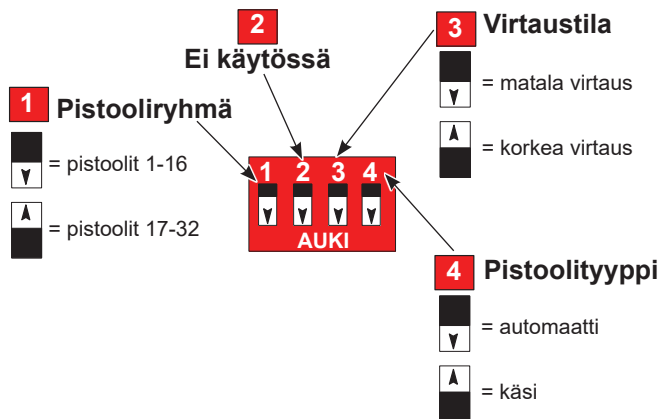 1 Pistooliryhmä
= pistoolit 1-16
= pistoolit 17-32
2
Ei käytössä
3 Virtaustila
= matala virtaus
= korkea virtaus
1 2 3 4
AUKI
4 Pistoolityyppi
= automaatti
= käsi